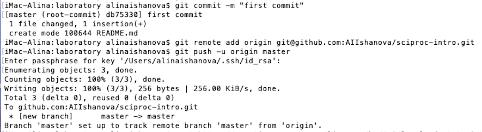 iMac-Alina:laboratory alinaishanova$ git commit -m "first commit"
[[master (root-commit) db75330] first commit
 1 file changed, 1 insertion(+)
 create mode 100644 README.md
iMac-Alina:laboratory alinaishanova$ git remote add origin git@github.com:AIIshanova/sciproc-intro.git
iMac-Alina:laboratory alinaishanova$ git push -u origin master
Enter passphrase for key '/Users/alinaishanova/.ssh/id_rsa':
[Enumerating objects: 3, done.
Counting objects: 100% (3/3), done.
Writing objects: 100% (3/3), 256 bytes | 256.00 KiB/s, done.
Total 3 (delta 0), reused 0 (delta 0)
To github.com:AIIshanova/sciproc-intro.git
 * [new branch]      master -> master
Branch 'master' set up to track remote branch 'master' from 'origin'.